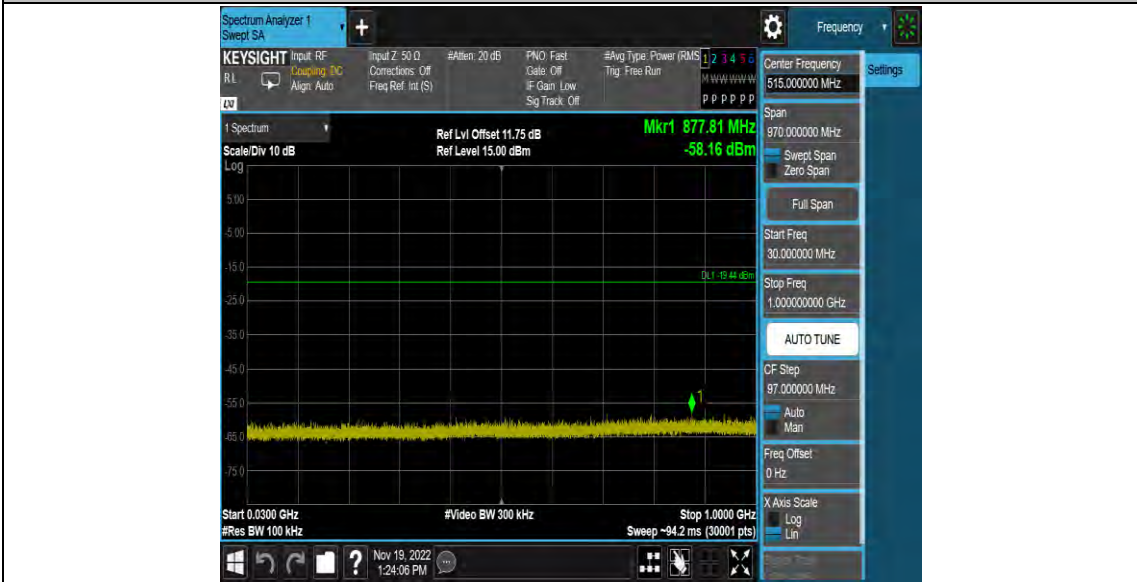 Spectrum Analyzer 1
Swept SA
+
Frequency
KEYSIGHT Input: RF Input Z: 50 Ω #Atten: 20 dB PNO: Fast #Avg Type: Power (RMS 1 2 3 4 5 6
R L Coupling: DC Corrections: Off Gate: Off Trig: Free Run M W W W W W
Align: Auto Freq Ref: Int (S) IF Gain: Low
LXI Sig Track: Off P P P P P P
1 Spectrum
Scale/Div 10 dB
Ref Lvl Offset 11.75 dB
Ref Level 15.00 dBm
Mkr1 877.81 MHz
-58.16 dBm
Log
5.00
-5.00
-15.0
DL1 -19.44 dBm
-25.0
-35.0
-45.0
-55.0
1
-65.0
-75.0
Start 0.0300 GHz #Video BW 300 kHz Stop 1.0000 GHz
#Res BW 100 kHz Sweep ~94.2 ms (30001 pts)
Center Frequency
515.000000 MHz
Settings
Span
970.000000 MHz
Swept Span
Zero Span
Full Span
Start Freq
30.000000 MHz
Stop Freq
1.000000000 GHz
AUTO TUNE
CF Step
97.000000 MHz
Auto
Man
Freq Offset
0 Hz
X Axis Scale
Log
Lin
?
Nov 19, 2022
1:24:06 PM